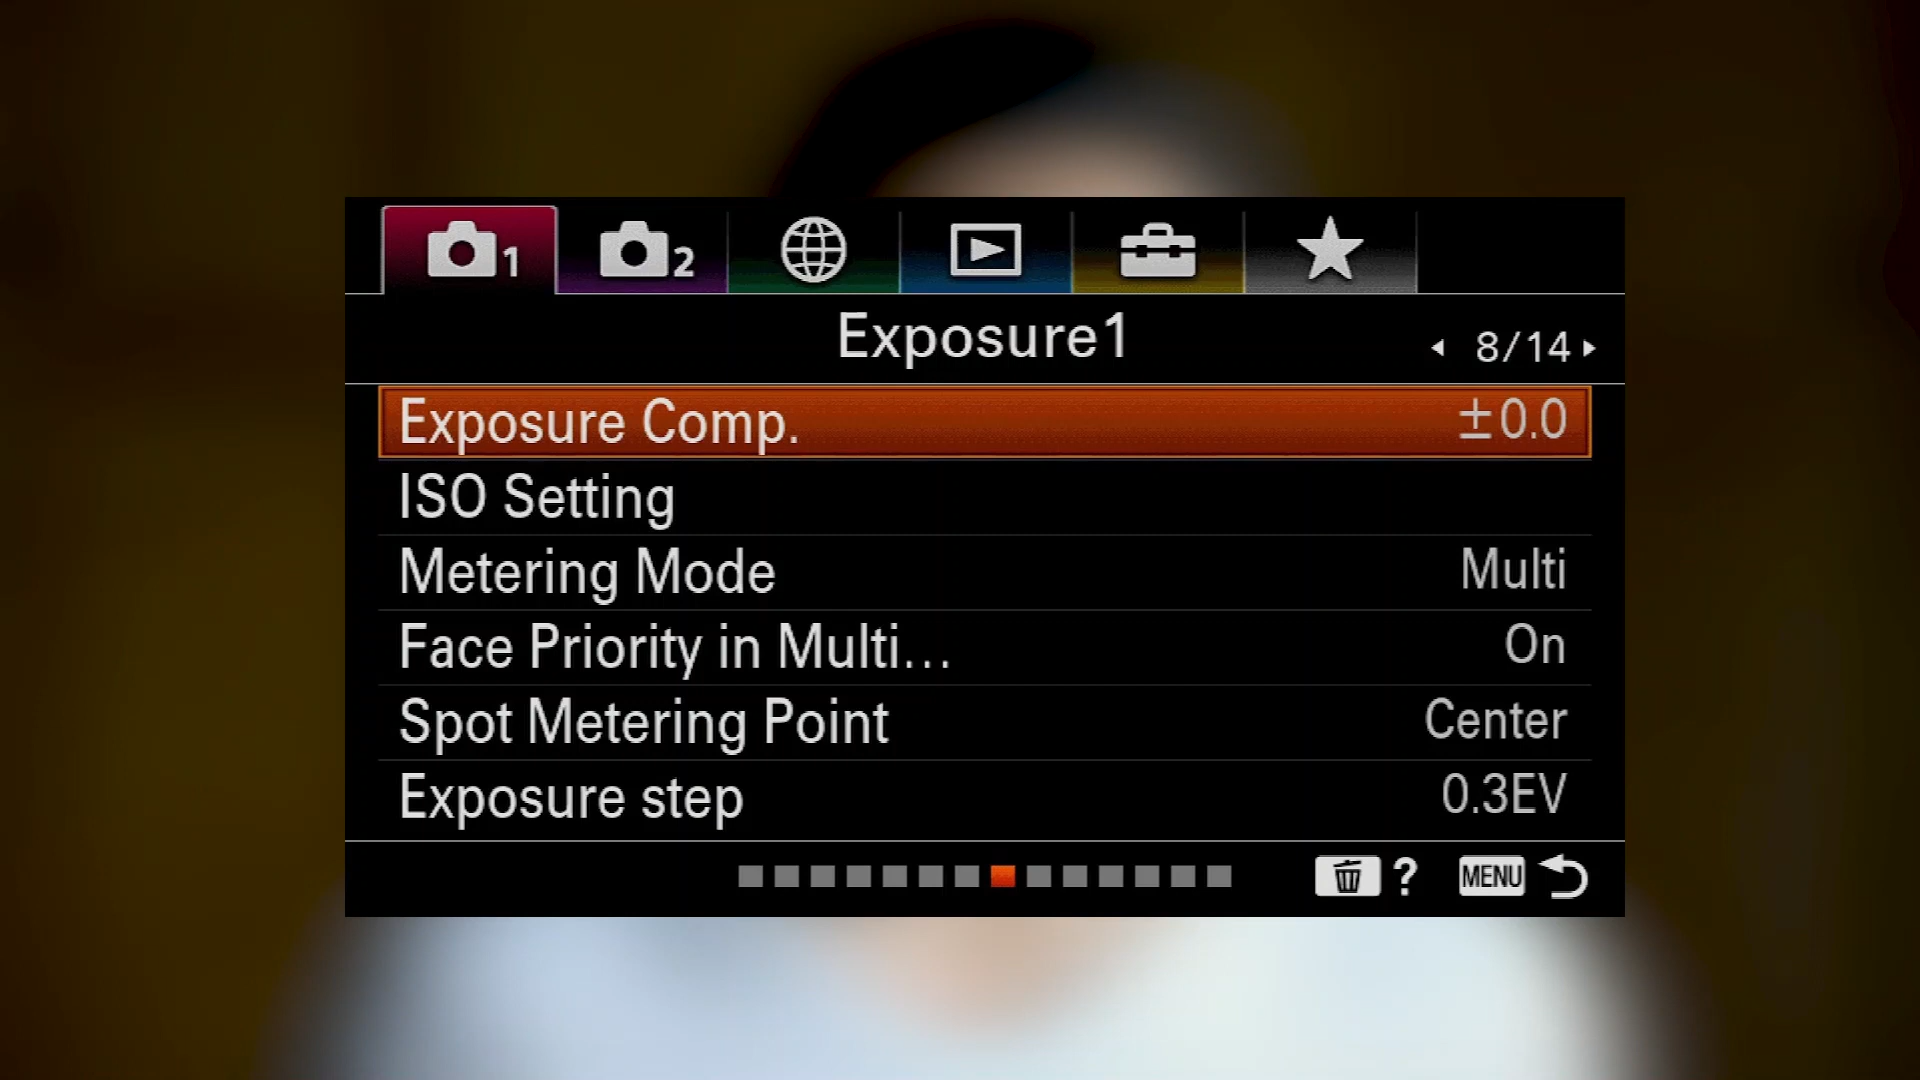 1
2
Exposure1
8/14
Exposure Comp. ±0.0
ISO Setting
Metering Mode Multi
Face Priority in Multi... On
Spot Metering Point Center
Exposure step 0.3EV
? MENU